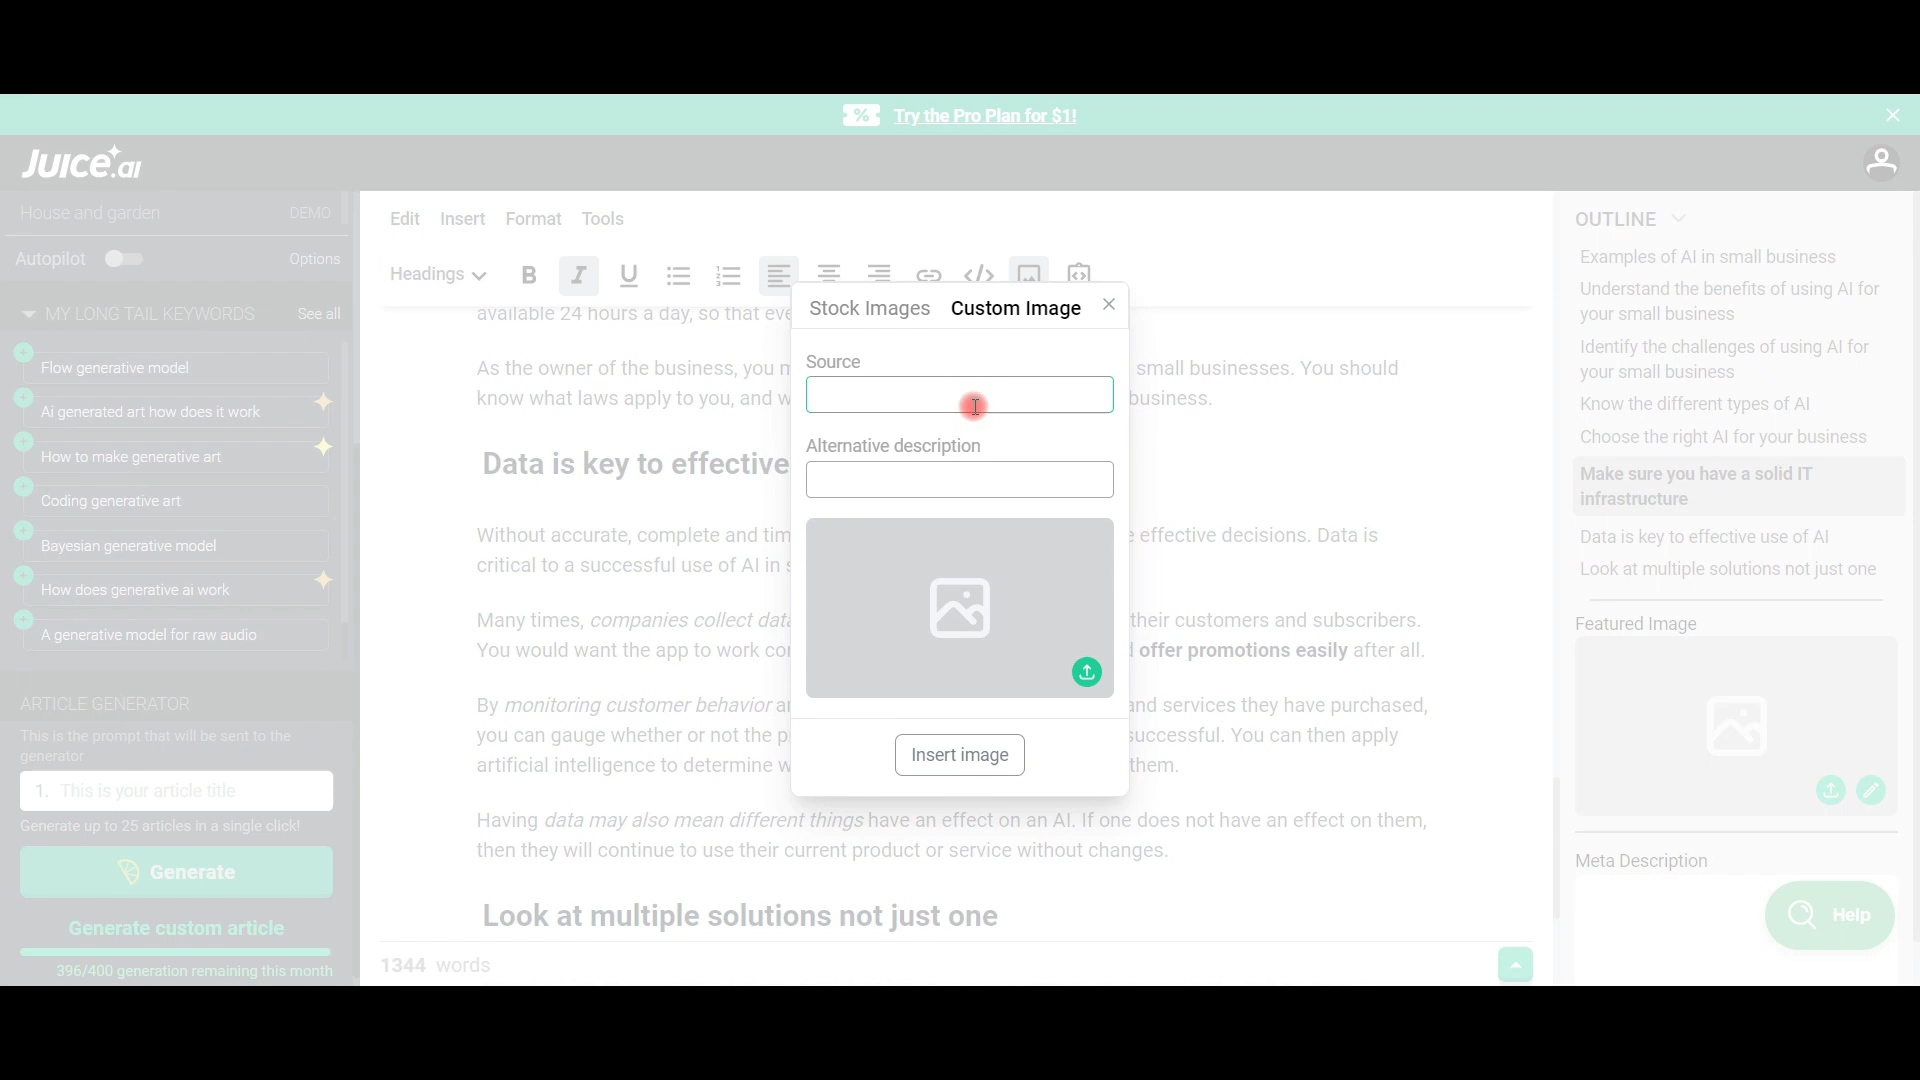 % Try the Pro Plan for $1!
Juice.ai
House and garden DEMO
Autopilot Options
MY LONG TAIL KEYWORDS See all
Flow generative model
Ai generated art how does it work
How to make generative art
Coding generative art
Bayesian generative model
How does generative ai work
A generative model for raw audio
ARTICLE GENERATOR
This is the prompt that will be sent to the
generator
1. This is your article title
Generate up to 25 articles in a single click!
Generate
Generate custom article
396/400 generation remaining this month
Edit Insert Format Tools
Headings B I U
available 24 hours a day, so that eve
As the owner of the business, you m small businesses. You should
know what laws apply to you, and w business.
Data is key to effective
Without accurate, complete and tim e effective decisions. Data is
critical to a successful use of AI in s
Many times, companies collect data their customers and subscribers.
You would want the app to work cor d offer promotions easily after all.
By monitoring customer behavior ar and services they have purchased,
you can gauge whether or not the p successful. You can then apply
artificial intelligence to determine w them.
Having data may also mean different things have an effect on an AI. If one does not have an effect on them,
then they will continue to use their current product or service without changes.
Look at multiple solutions not just one
1344 words
Stock Images Custom Image
Source
Alternative description
Insert image
OUTLINE
Examples of AI in small business
Understand the benefits of using AI for
your small business
Identify the challenges of using AI for
your small business
Know the different types of AI
Choose the right AI for your business
Make sure you have a solid IT
infrastructure
Data is key to effective use of AI
Look at multiple solutions not just one
Featured Image
Meta Description
Help